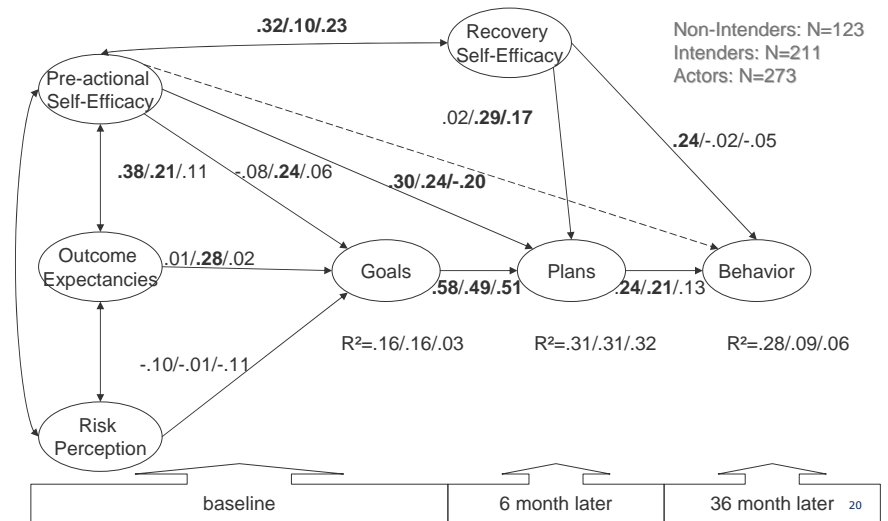 .32/.10/.23
Recovery
Self-Efficacy
Non-Intenders: N=123
Intenders: N=211
Actors: N=273
Pre-actional
Self-Efficacy
.02/.29/.17
.24/-.02/-.05
.38/.21/.11
-.08/.24/.06
.30/.24/-.20
Outcome
Expectancies
.01/.28/.02
Goals
.58/.49/.51
Plans
.24/.21/.13
Behavior
R²=.16/.16/.03
R²=.31/.31/.32
R²=.28/.09/.06
-.10/-.01/-.11
Risk
Perception
baseline
6 month later
36 month later
20